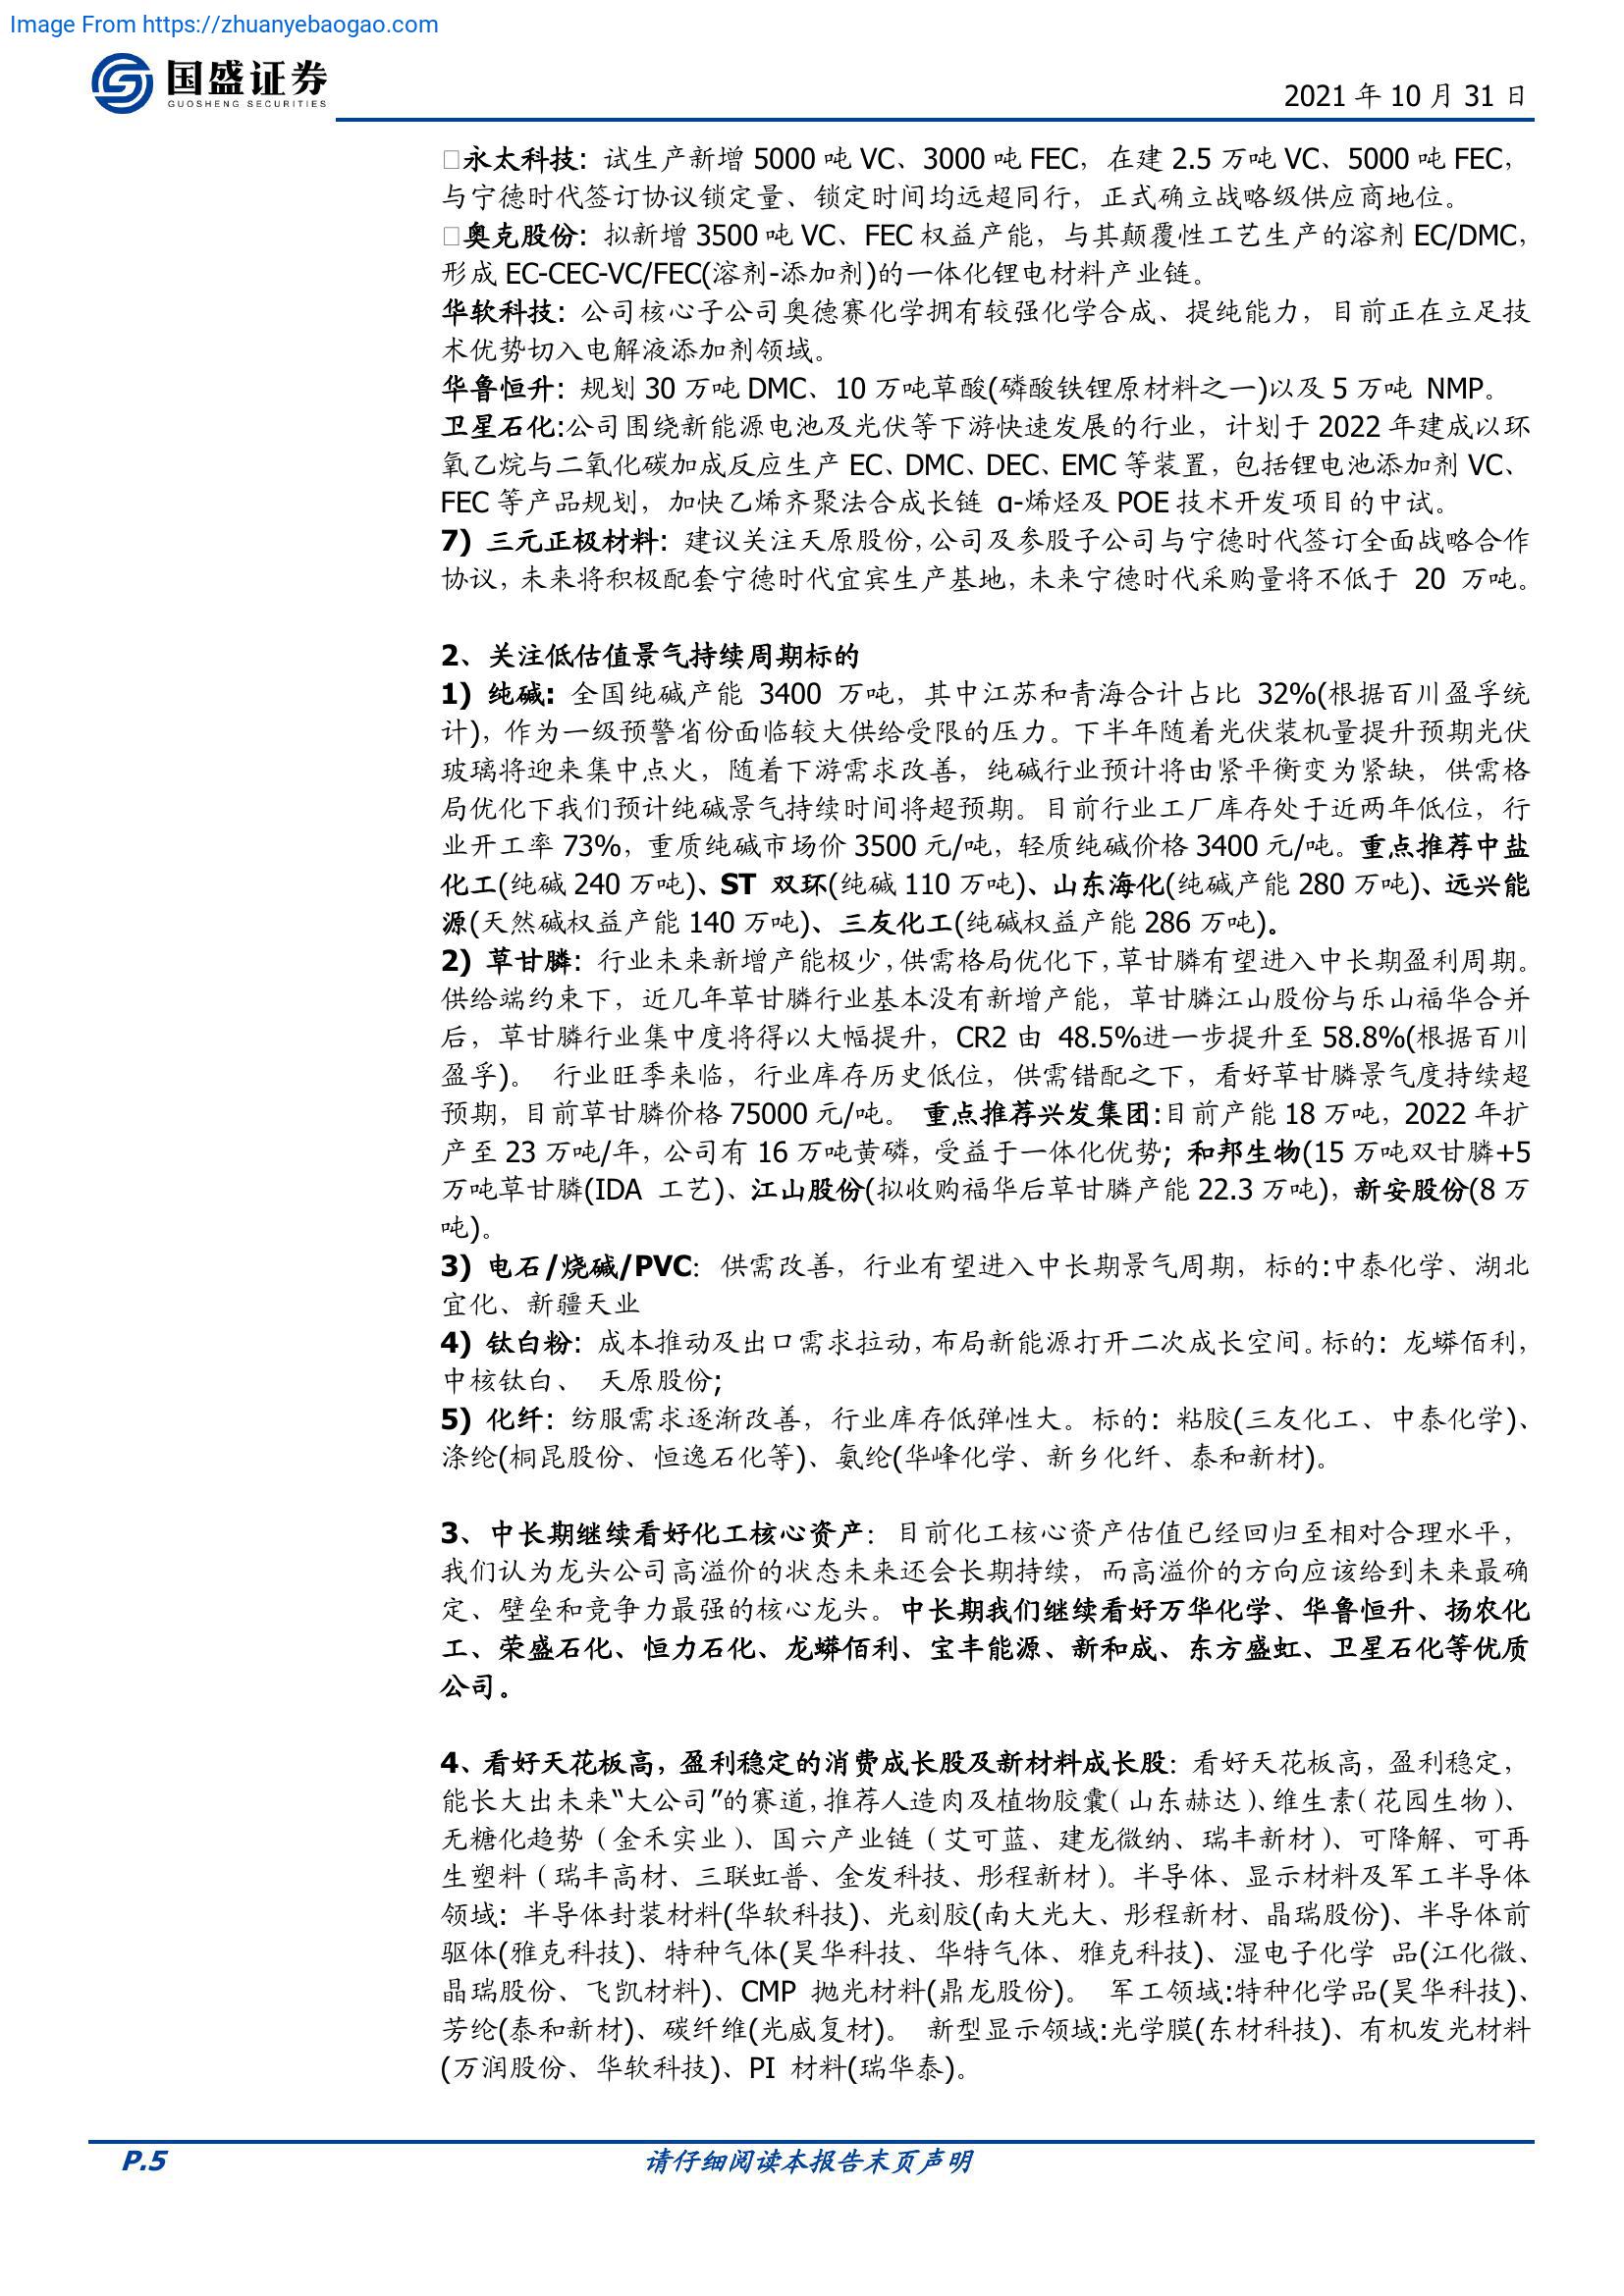 Image From https://zhuanyebaogao.com
国盛证券
GUOSHENG SECURITIES
2021 年 10 月 31 日
□永太科技：试生产新增 5000 吨 VC、3000 吨 FEC，在建 2.5 万吨 VC、5000 吨 FEC，
与宁德时代签订协议锁定量、锁定时间均远超同行，正式确立战略级供应商地位。
□奥克股份：拟新增 3500 吨 VC、FEC 权益产能，与其颠覆性工艺生产的溶剂 EC/DMC，
形成 EC-CEC-VC/FEC(溶剂-添加剂)的一体化锂电材料产业链。
华软科技：公司核心子公司奥德赛化学拥有较强化学合成、提纯能力，目前正在立足技
术优势切入电解液添加剂领域。
华鲁恒升：规划 30 万吨 DMC、10 万吨草酸(磷酸铁锂原材料之一)以及 5 万吨 NMP。
卫星石化:公司围绕新能源电池及光伏等下游快速发展的行业，计划于 2022 年建成以环
氧乙烷与二氧化碳加成反应生产 EC、DMC、DEC、EMC 等装置，包括锂电池添加剂 VC、
FEC 等产品规划，加快乙烯齐聚法合成长链 α-烯烃及 POE 技术开发项目的中试。
7) 三元正极材料：建议关注天原股份，公司及参股子公司与宁德时代签订全面战略合作
协议，未来将积极配套宁德时代宜宾生产基地，未来宁德时代采购量将不低于 20 万吨。
2、关注低估值景气持续周期标的
1) 纯碱：全国纯碱产能 3400 万吨，其中江苏和青海合计占比 32%(根据百川盈孚统
计)，作为一级预警省份面临较大供给受限的压力。下半年随着光伏装机量提升预期光伏
玻璃将迎来集中点火，随着下游需求改善，纯碱行业预计将由紧平衡变为紧缺，供需格
局优化下我们预计纯碱景气持续时间将超预期。目前行业工厂库存处于近两年低位，行
业开工率 73%，重质纯碱市场价 3500 元/吨，轻质纯碱价格 3400 元/吨。重点推荐中盐
化工(纯碱 240 万吨)、ST 双环(纯碱 110 万吨)、山东海化(纯碱产能 280 万吨)、远兴能
源(天然碱权益产能 140 万吨)、三友化工(纯碱权益产能 286 万吨)。
2) 草甘膦：行业未来新增产能极少，供需格局优化下，草甘膦有望进入中长期盈利周期。
供给端约束下，近几年草甘膦行业基本没有新增产能，草甘膦江山股份与乐山福华合并
后，草甘膦行业集中度将得以大幅提升，CR2 由 48.5%进一步提升至 58.8%(根据百川
盈孚)。 行业旺季来临，行业库存历史低位，供需错配之下，看好草甘膦景气度持续超
预期，目前草甘膦价格 75000 元/吨。 重点推荐兴发集团:目前产能 18 万吨，2022 年扩
产至 23 万吨/年，公司有 16 万吨黄磷，受益于一体化优势；和邦生物(15 万吨双甘膦+5
万吨草甘膦(IDA 工艺)、江山股份(拟收购福华后草甘膦产能 22.3 万吨)，新安股份(8 万
吨)。
3) 电石/烧碱/PVC：供需改善，行业有望进入中长期景气周期，标的:中泰化学、湖北
宜化、新疆天业
4) 钛白粉：成本推动及出口需求拉动，布局新能源打开二次成长空间。标的：龙蟒佰利，
中核钛白、 天原股份；
5) 化纤：纺服需求逐渐改善，行业库存低弹性大。标的：粘胶(三友化工、中泰化学)、
涤纶(桐昆股份、恒逸石化等)、氨纶(华峰化学、新乡化纤、泰和新材)。
3、中长期继续看好化工核心资产：目前化工核心资产估值已经回归至相对合理水平，
我们认为龙头公司高溢价的状态未来还会长期持续，而高溢价的方向应该给到未来最确
定、壁垒和竞争力最强的核心龙头。中长期我们继续看好万华化学、华鲁恒升、扬农化
工、荣盛石化、恒力石化、龙蟒佰利、宝丰能源、新和成、东方盛虹、卫星石化等优质
公司。
4、看好天花板高，盈利稳定的消费成长股及新材料成长股：看好天花板高，盈利稳定，
能长大出未来“大公司”的赛道，推荐人造肉及植物胶囊（山东赫达）、维生素（花园生物）、
无糖化趋势（金禾实业）、国六产业链（艾可蓝、建龙微纳、瑞丰新材）、可降解、可再
生塑料（瑞丰高材、三联虹普、金发科技、彤程新材）。半导体、显示材料及军工半导体
领域：半导体封装材料(华软科技)、光刻胶(南大光大、彤程新材、晶瑞股份)、半导体前
驱体(雅克科技)、特种气体(昊华科技、华特气体、雅克科技)、湿电子化学 品(江化微、
晶瑞股份、飞凯材料)、CMP 抛光材料(鼎龙股份)。 军工领域:特种化学品(昊华科技)、
芳纶(泰和新材)、碳纤维(光威复材)。 新型显示领域:光学膜(东材科技)、有机发光材料
(万润股份、华软科技)、PI 材料(瑞华泰)。
P.5
请仔细阅读本报告末页声明